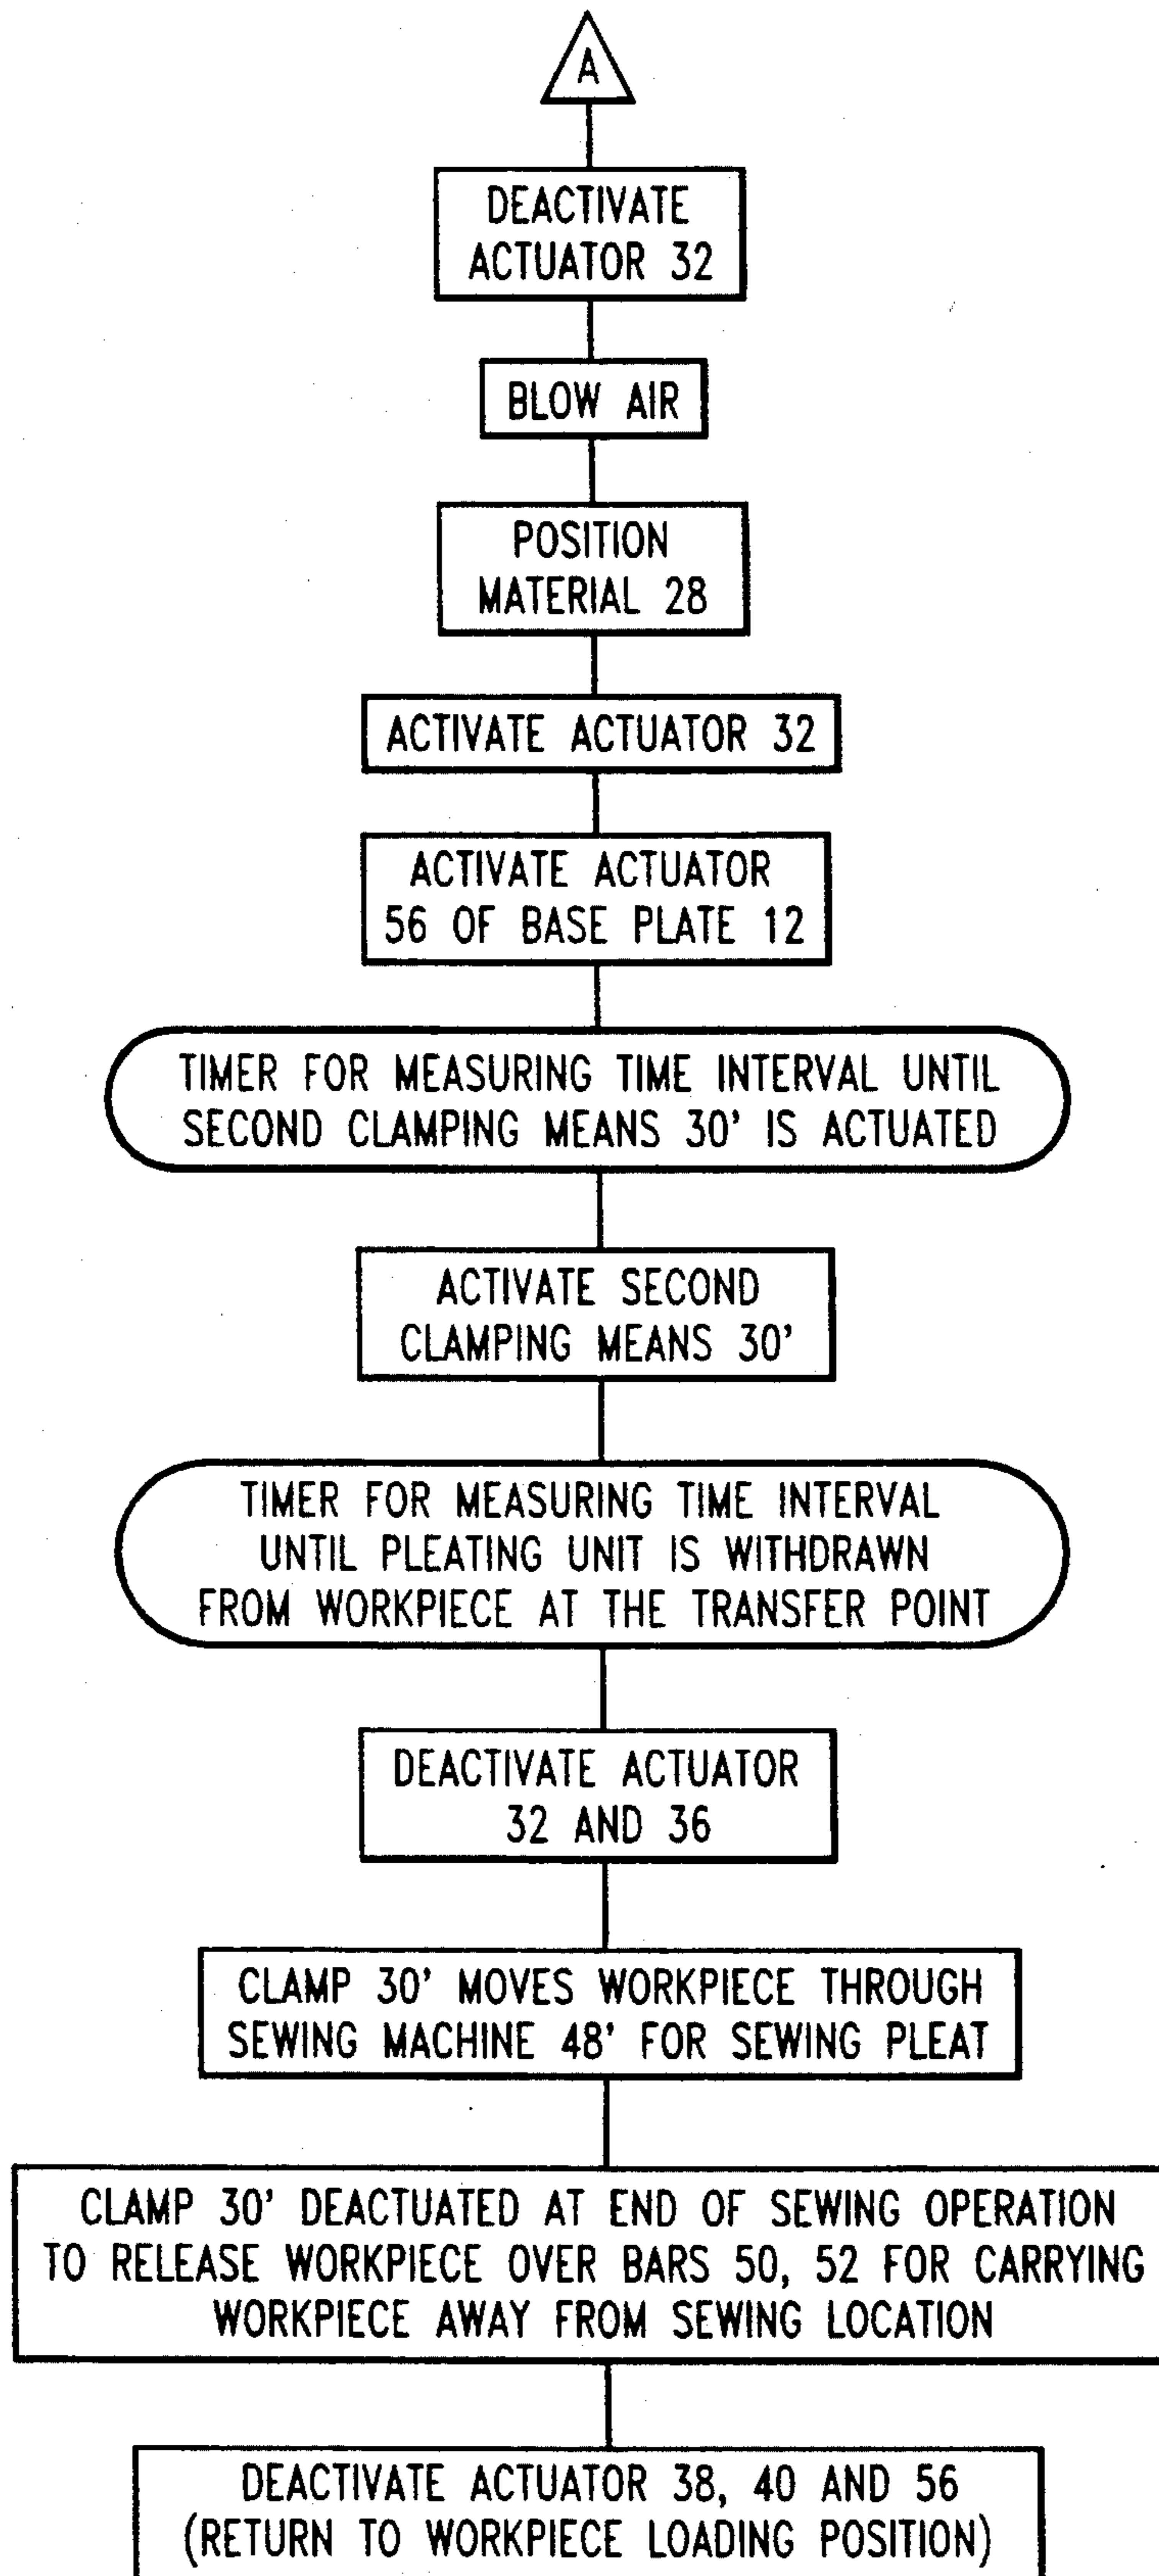 A
DEACTIVATE
ACTUATOR 32
BLOW AIR
POSITION
MATERIAL 28
ACTIVATE ACTUATOR 32
ACTIVATE ACTUATOR
56 OF BASE PLATE 12
TIMER FOR MEASURING TIME INTERVAL UNTIL
SECOND CLAMPING MEANS 30' IS ACTUATED
ACTIVATE SECOND
CLAMPING MEANS 30'
TIMER FOR MEASURING TIME INTERVAL
UNTIL PLEATING UNIT IS WITHDRAWN
FROM WORKPIECE AT THE TRANSFER POINT
DEACTIVATE ACTUATOR
32 AND 36
CLAMP 30' MOVES WORKPIECE THROUGH
SEWING MACHINE 48' FOR SEWING PLEAT
CLAMP 30' DEACTUATED AT END OF SEWING OPERATION
TO RELEASE WORKPIECE OVER BARS 50, 52 FOR CARRYING
WORKPIECE AWAY FROM SEWING LOCATION
DEACTIVATE ACTUATOR 38, 40 AND 56
(RETURN TO WORKPIECE LOADING POSITION)